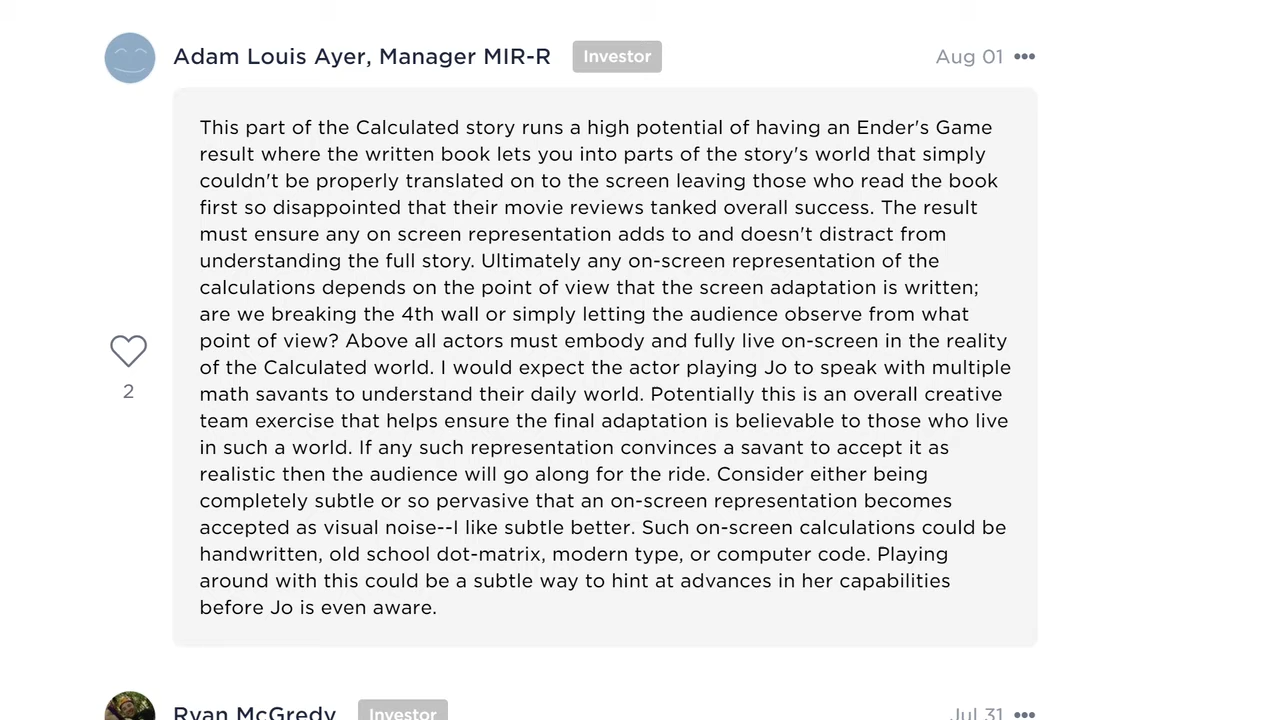 Adam Louis Ayer, Manager MIR-R Investor Aug 01
This part of the Calculated story runs a high potential of having an Ender's Game
result where the written book lets you into parts of the story's world that simply
couldn't be properly translated on to the screen leaving those who read the book
first so disappointed that their movie reviews tanked overall success. The result
must ensure any on screen representation adds to and doesn't distract from
understanding the full story. Ultimately any on-screen representation of the
calculations depends on the point of view that the screen adaptation is written;
are we breaking the 4th wall or simply letting the audience observe from what
point of view? Above all actors must embody and fully live on-screen in the reality
of the Calculated world. I would expect the actor playing Jo to speak with multiple
math savants to understand their daily world. Potentially this is an overall creative
team exercise that helps ensure the final adaptation is believable to those who live
in such a world. If any such representation convinces a savant to accept it as
realistic then the audience will go along for the ride. Consider either being
completely subtle or so pervasive that an on-screen representation becomes
accepted as visual noise--I like subtle better. Such on-screen calculations could be
handwritten, old school dot-matrix, modern type, or computer code. Playing
around with this could be a subtle way to hint at advances in her capabilities
before Jo is even aware.
2
Ryan McGredy Investor Jul 31